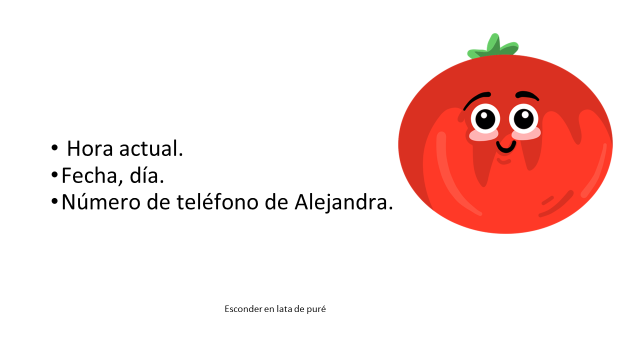 • Hora actual.
•Fecha, día.
•Número de teléfono de Alejandra.
Esconder en lata de puré